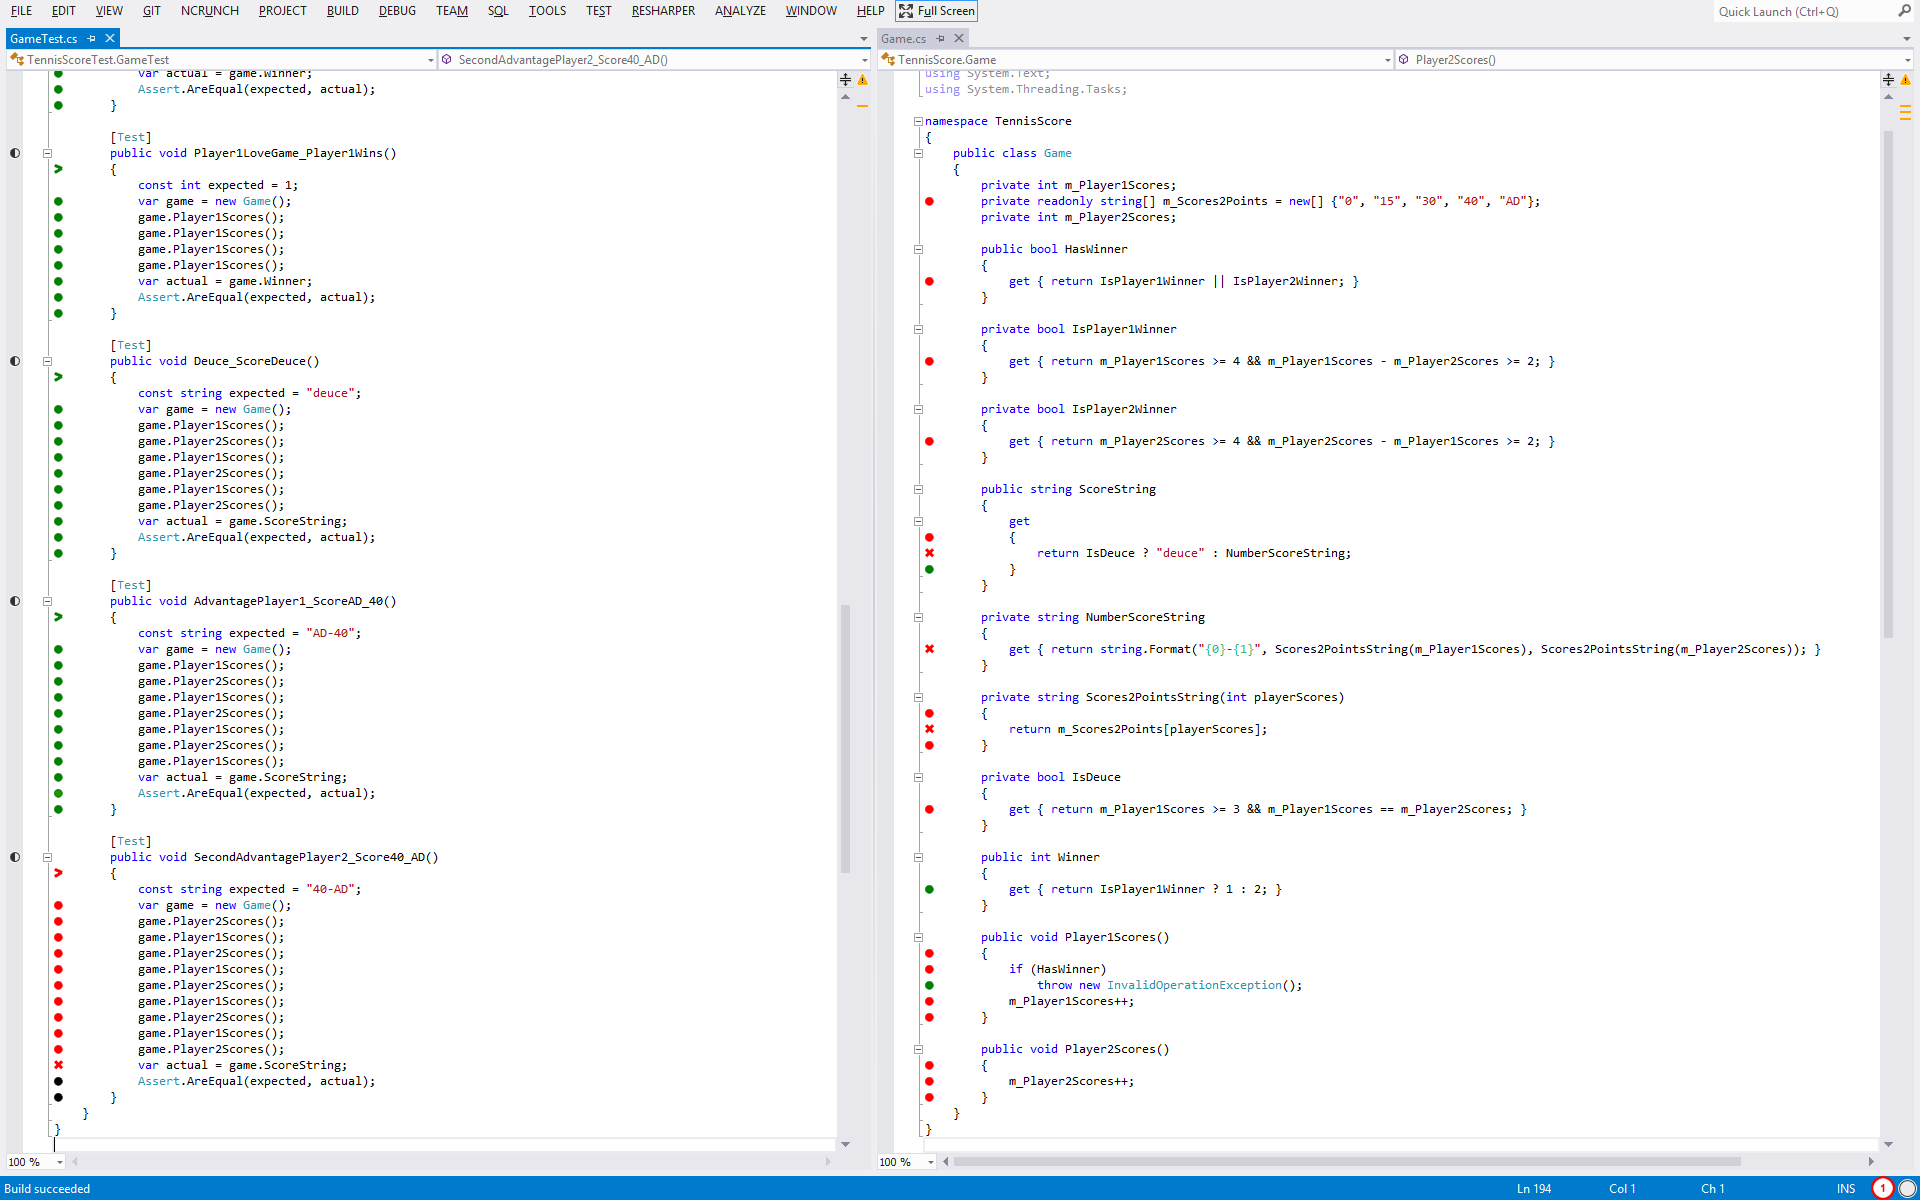 FILE EDIT VIEW GIT NCRUNCH PROJECT BUILD DEBUG TEAM SQL TOOLS TEST RESHARPER ANALYZE WINDOW HELP Full Screen Quick Launch (Ctrl+Q)
GameTest.cs
TennisScoreTest.GameTest SecondAdvantagePlayer2_Score40_AD()
var actual = game.Winner;
Assert.AreEqual(expected, actual);
}
[Test]
public void Player1LoveGame_Player1Wins()
{
const int expected = 1;
var game = new Game();
game.Player1Scores();
game.Player1Scores();
game.Player1Scores();
game.Player1Scores();
var actual = game.Winner;
Assert.AreEqual(expected, actual);
}
[Test]
public void Deuce_ScoreDeuce()
{
const string expected = "deuce";
var game = new Game();
game.Player1Scores();
game.Player2Scores();
game.Player1Scores();
game.Player2Scores();
game.Player1Scores();
game.Player2Scores();
var actual = game.ScoreString;
Assert.AreEqual(expected, actual);
}
[Test]
public void AdvantagePlayer1_ScoreAD_40()
{
const string expected = "AD-40";
var game = new Game();
game.Player1Scores();
game.Player2Scores();
game.Player1Scores();
game.Player2Scores();
game.Player1Scores();
game.Player2Scores();
game.Player1Scores();
var actual = game.ScoreString;
Assert.AreEqual(expected, actual);
}
[Test]
public void SecondAdvantagePlayer2_Score40_AD()
{
const string expected = "40-AD";
var game = new Game();
game.Player2Scores();
game.Player1Scores();
game.Player2Scores();
game.Player1Scores();
game.Player2Scores();
game.Player1Scores();
game.Player2Scores();
game.Player1Scores();
game.Player2Scores();
var actual = game.ScoreString;
Assert.AreEqual(expected, actual);
}
}
}
100 %
Game.cs
TennisScore.Game Player2Scores()
using System.Text;
using System.Threading.Tasks;
namespace TennisScore
{
public class Game
{
private int m_Player1Scores;
private readonly string[] m_Scores2Points = new[] {"0", "15", "30", "40", "AD"};
private int m_Player2Scores;
public bool HasWinner
{
get { return IsPlayer1Winner || IsPlayer2Winner; }
}
private bool IsPlayer1Winner
{
get { return m_Player1Scores >= 4 && m_Player1Scores - m_Player2Scores >= 2; }
}
private bool IsPlayer2Winner
{
get { return m_Player2Scores >= 4 && m_Player2Scores - m_Player1Scores >= 2; }
}
public string ScoreString
{
get
{
return IsDeuce ? "deuce" : NumberScoreString;
}
}
private string NumberScoreString
{
get { return string.Format("{0}-{1}", Scores2PointsString(m_Player1Scores), Scores2PointsString(m_Player2Scores)); }
}
private string Scores2PointsString(int playerScores)
{
return m_Scores2Points[playerScores];
}
private bool IsDeuce
{
get { return m_Player1Scores >= 3 && m_Player1Scores == m_Player2Scores; }
}
public int Winner
{
get { return IsPlayer1Winner ? 1 : 2; }
}
public void Player1Scores()
{
if (HasWinner)
throw new InvalidOperationException();
m_Player1Scores++;
}
public void Player2Scores()
{
m_Player2Scores++;
}
}
}
100 %
Build succeeded Ln 194 Col 1 Ch 1 INS 1